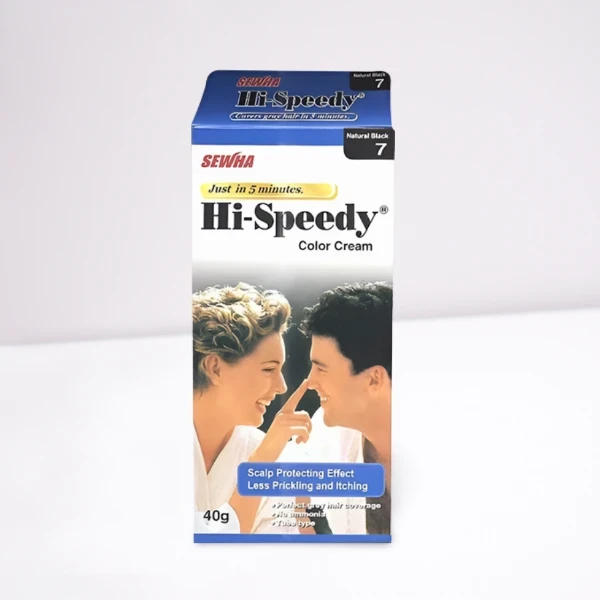 Natural Black
7
SEWHA
Hi-Speedy®
Covers gray hair in 5 minutes.
Natural Black
7
SEWHA
Just in 5 minutes.
Hi-Speedy®
Color Cream
Scalp Protecting Effect
Less Prickling and Itching
•Perfect gray hair coverage
•No ammonia
•Tube type
40g